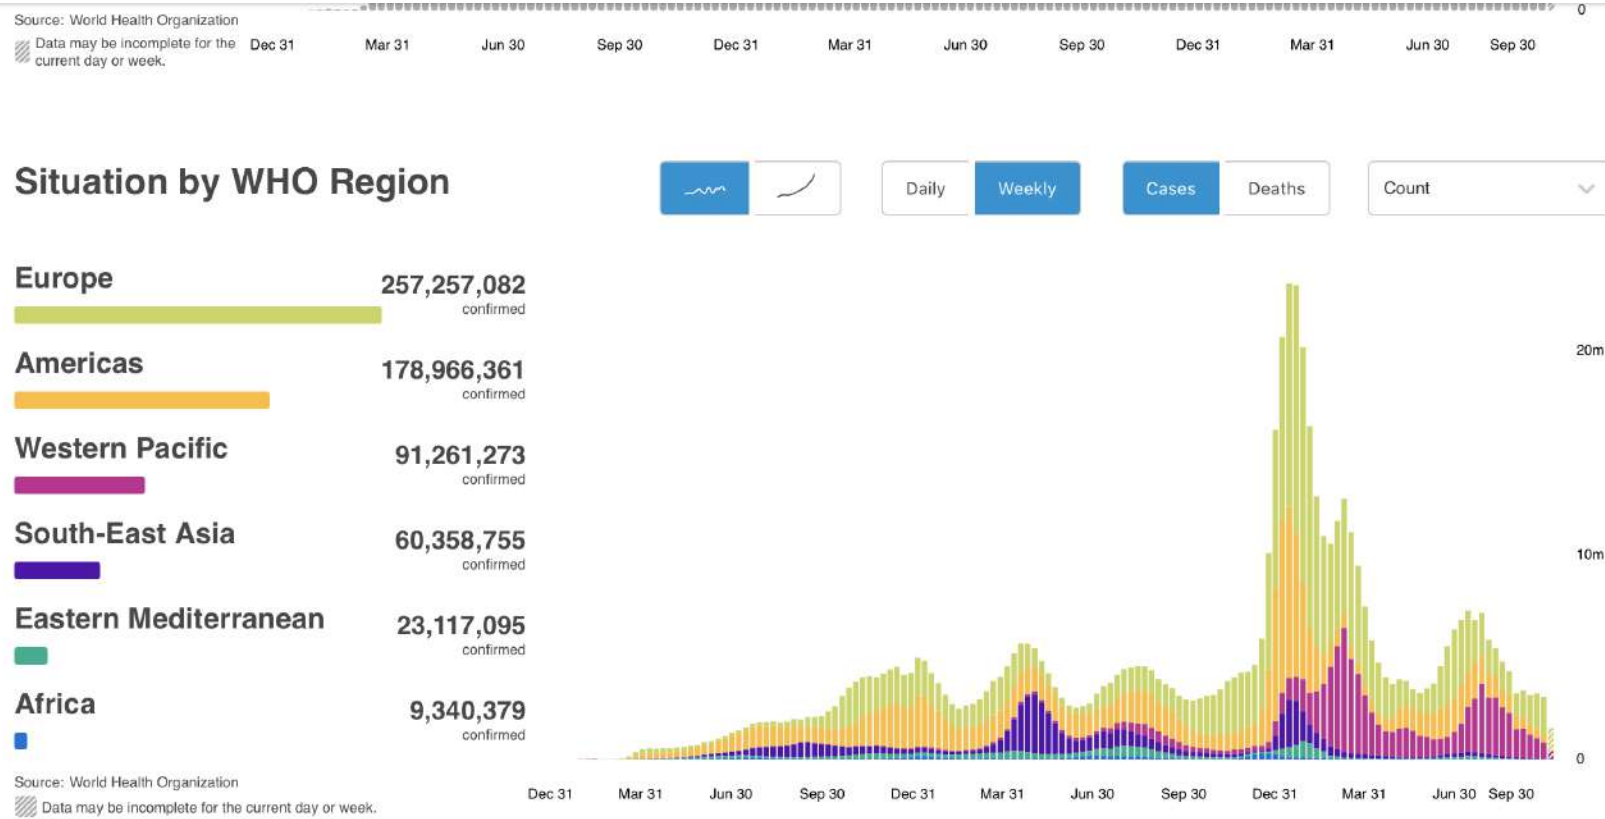 0
Source: World Health Organization
Data may be incomplete for the
current day or week.
Dec 31 Mar 31 Jun 30 Sep 30 Dec 31 Mar 31 Jun 30 Sep 30 Dec 31 Mar 31 Jun 30 Sep 30
Situation by WHO Region
Daily Weekly Cases Deaths Count
Europe 257,257,082
confirmed
Americas 178,966,361
confirmed
Western Pacific 91,261,273
confirmed
South-East Asia 60,358,755
confirmed
Eastern Mediterranean 23,117,095
confirmed
Africa 9,340,379
confirmed
20m
10m
0
Source: World Health Organization
Data may be incomplete for the current day or week.
Dec 31 Mar 31 Jun 30 Sep 30 Dec 31 Mar 31 Jun 30 Sep 30 Dec 31 Mar 31 Jun 30 Sep 30